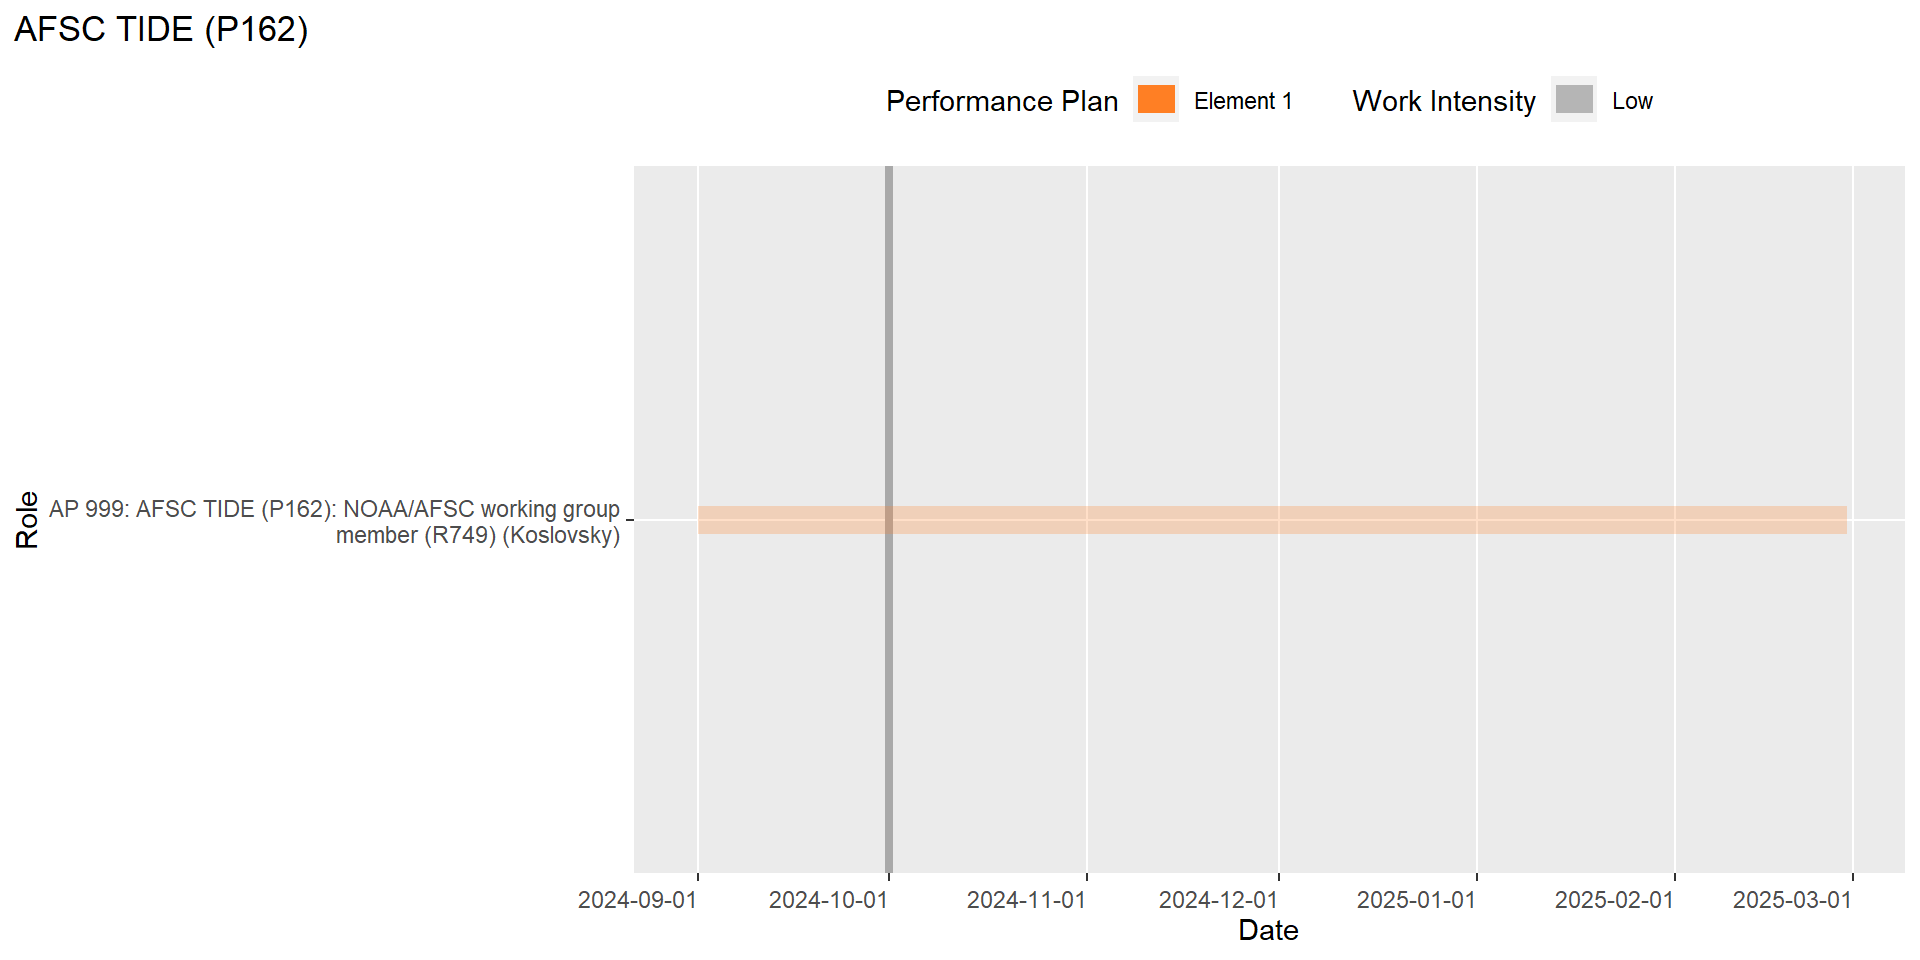 AFSC TIDE (P162)
Performance Plan Element 1 Work Intensity Low
Role
AP 999: AFSC TIDE (P162): NOAA/AFSC working group
member (R749) (Koslovsky)
2024-09-01 2024-10-01 2024-11-01 2024-12-01 2025-01-01 2025-02-01 2025-03-01
Date